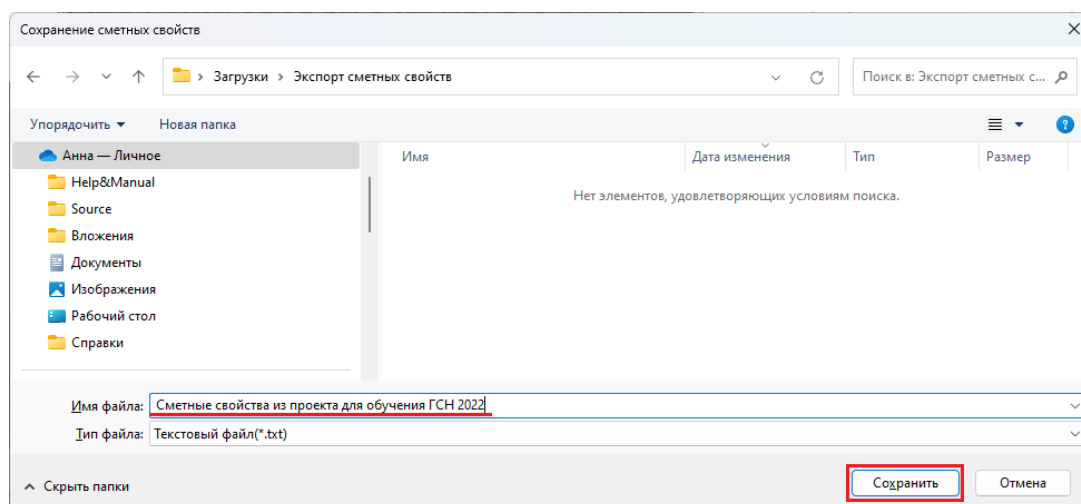 Сохранение сметных свойств
Загрузки › Экспорт сметных свойств
Поиск в: Экспорт сметных с...
Упорядочить Новая папка
Анна — Личное
Help&Manual
Source
Вложения
Документы
Изображения
Рабочий стол
Справки
Имя Дата изменения Тип Размер
Нет элементов, удовлетворяющих условиям поиска.
Имя файла: Сметные свойства из проекта для обучения ГСН 2022
Тип файла: Текстовый файл(*.txt)
Скрыть папки
Сохранить Отмена